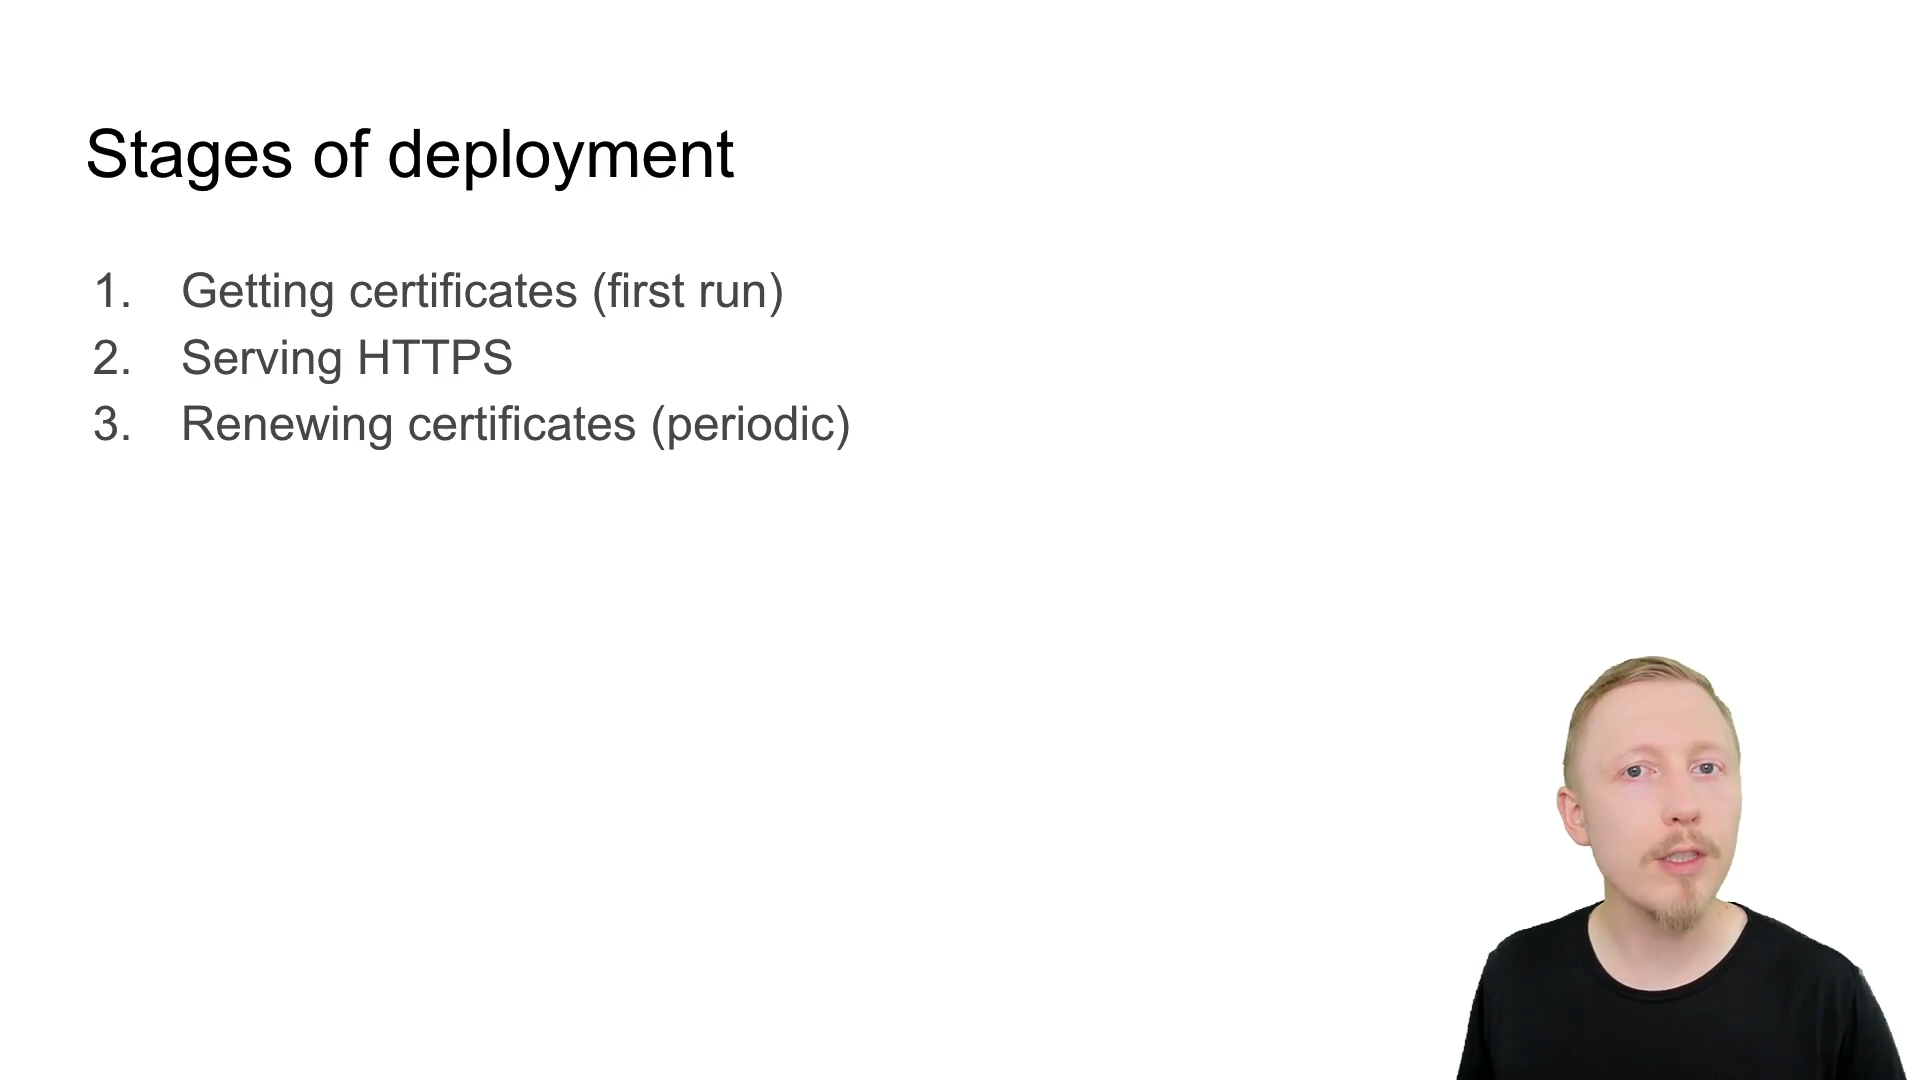 Stages of deployment
1. Getting certificates (first run)
2. Serving HTTPS
3. Renewing certificates (periodic)